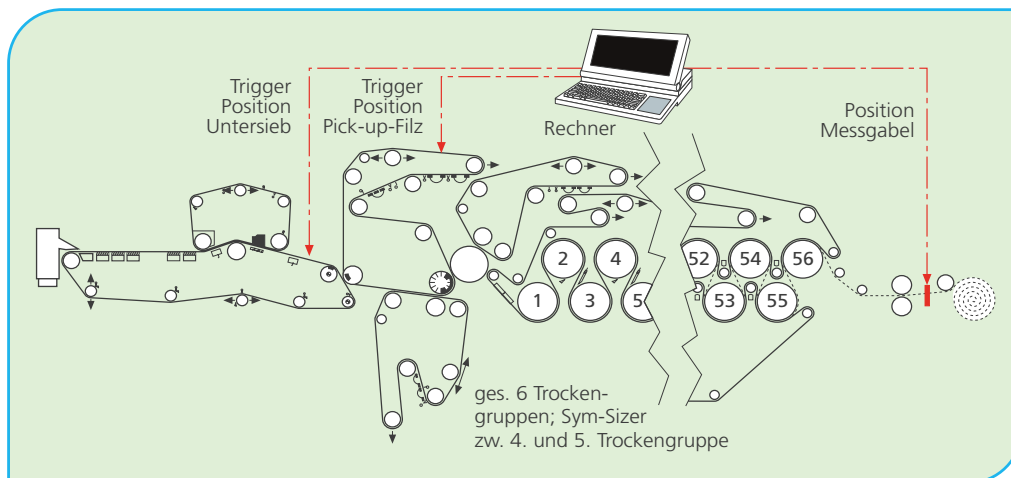 Trigger
Position
Untersieb
Trigger
Position
Pick-up-Filz
Rechner
Position
Messgabel
2
4
52
54
56
1
3
5
53
55
ges. 6 Trocken-
gruppen; Sym-Sizer
zw. 4. und 5. Trockengruppe